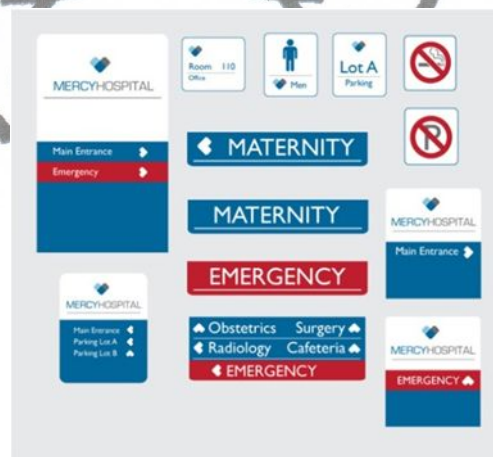 MERCYHOSPITAL
Main Entrance
Emergency
Room 110
Office
Men
Lot A
Parking
P
MATERNITY
MATERNITY
EMERGENCY
Obstetrics Surgery
Radiology Cafeteria
EMERGENCY
MERCYHOSPITAL
Main Entrance
Parking Lot A
Parking Lot B
MERCYHOSPITAL
Main Entrance
MERCYHOSPITAL
EMERGENCY